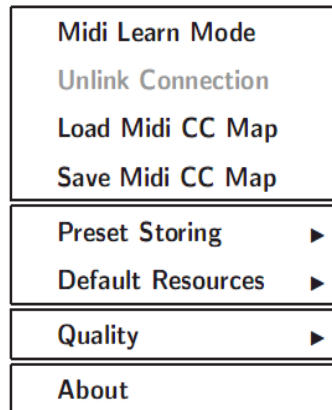 Midi Learn Mode
Unlink Connection
Load Midi CC Map
Save Midi CC Map
Preset Storing
Default Resources
Quality
About